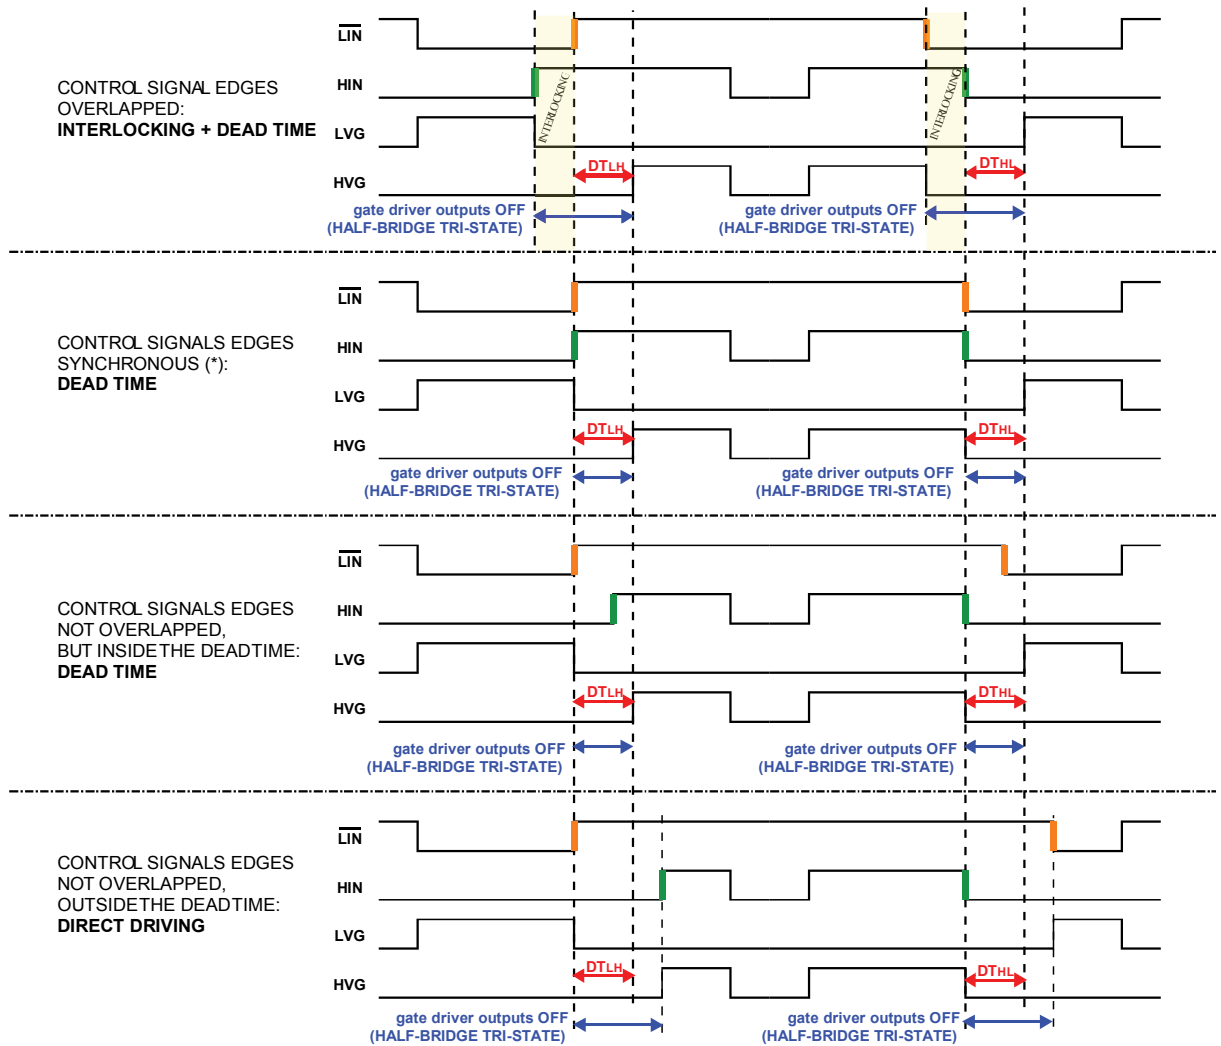 LIN
HIN
LVG
HVG
CONTROL SIGNAL EDGES
OVERLAPPED:
INTERLOCKING + DEAD TIME
INTERLOCKING
INTERLOCKING
DTLH
DTHL
gate driver outputs OFF
(HALF-BRIDGE TRI-STATE)
gate driver outputs OFF
(HALF-BRIDGE TRI-STATE)
LIN
HIN
LVG
HVG
CONTROL SIGNALS EDGES
SYNCHRONOUS (*):
DEAD TIME
DTLH
DTHL
gate driver outputs OFF
(HALF-BRIDGE TRI-STATE)
gate driver outputs OFF
(HALF-BRIDGE TRI-STATE)
LIN
HIN
LVG
HVG
CONTROL SIGNALS EDGES
NOT OVERLAPPED,
BUT INSIDE THE DEADTIME:
DEAD TIME
DTLH
DTHL
gate driver outputs OFF
(HALF-BRIDGE TRI-STATE)
gate driver outputs OFF
(HALF-BRIDGE TRI-STATE)
LIN
HIN
LVG
HVG
CONTROL SIGNALS EDGES
NOT OVERLAPPED,
OUTSIDE THE DEADTIME:
DIRECT DRIVING
DTLH
DTHL
gate driver outputs OFF
(HALF-BRIDGE TRI-STATE)
gate driver outputs OFF
(HALF-BRIDGE TRI-STATE)